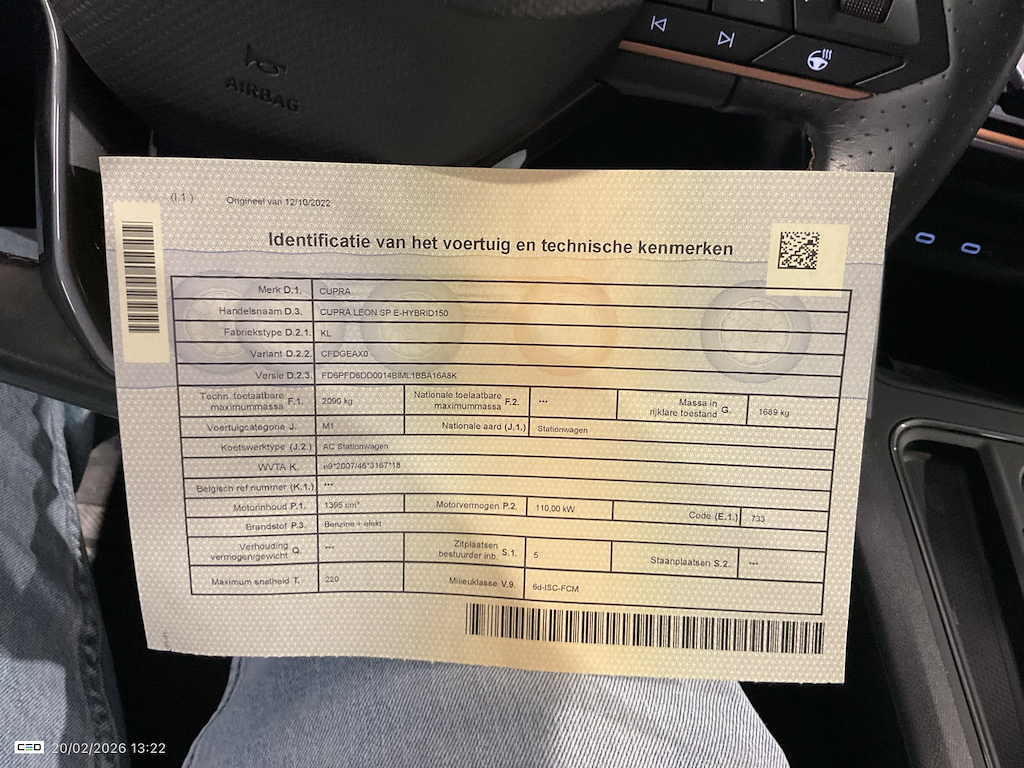 AIRBAG
(I.1.) Origineel van 12/10/2022
Identificatie van het voertuig en technische kenmerken
Merk D.1. CUPRA
Handelsnaam D.3. CUPRA LEON SP E-HYBRID150
Fabriekstype D.2.1. KL
Variant D.2.2. CFDGEAX0
Versie D.2.3. FD6PFD6DD0014BIML1BBA16A8K
Techn. toelaatbare maximummassa F.1. 2090 kg Nationale toelaatbare maximummassa F.2. --- Massa in rijklare toestand G. 1689 kg
Voertuigcategorie J. M1 Nationale aard (J.1.) Stationwagen
Koetswerktype (J.2.) AC Stationwagen
WVTA K. e9*2007/46*3167*18
Belgisch ref.nummer (K.1.) ---
Motorinhoud P.1. 1395 cm³ Motorvermogen P.2. 110,00 kW Code (E.1.) 733
Brandstof P.3. Benzine + elekt
Verhouding vermogen/gewicht Q. --- Zitplaatsen bestuurder inb. S.1. 5 Staanplaatsen S.2. ---
Maximum snelheid T. 220 Milieuklasse V.9. 6d-ISC-FCM
CEO 20/02/2026 13:22